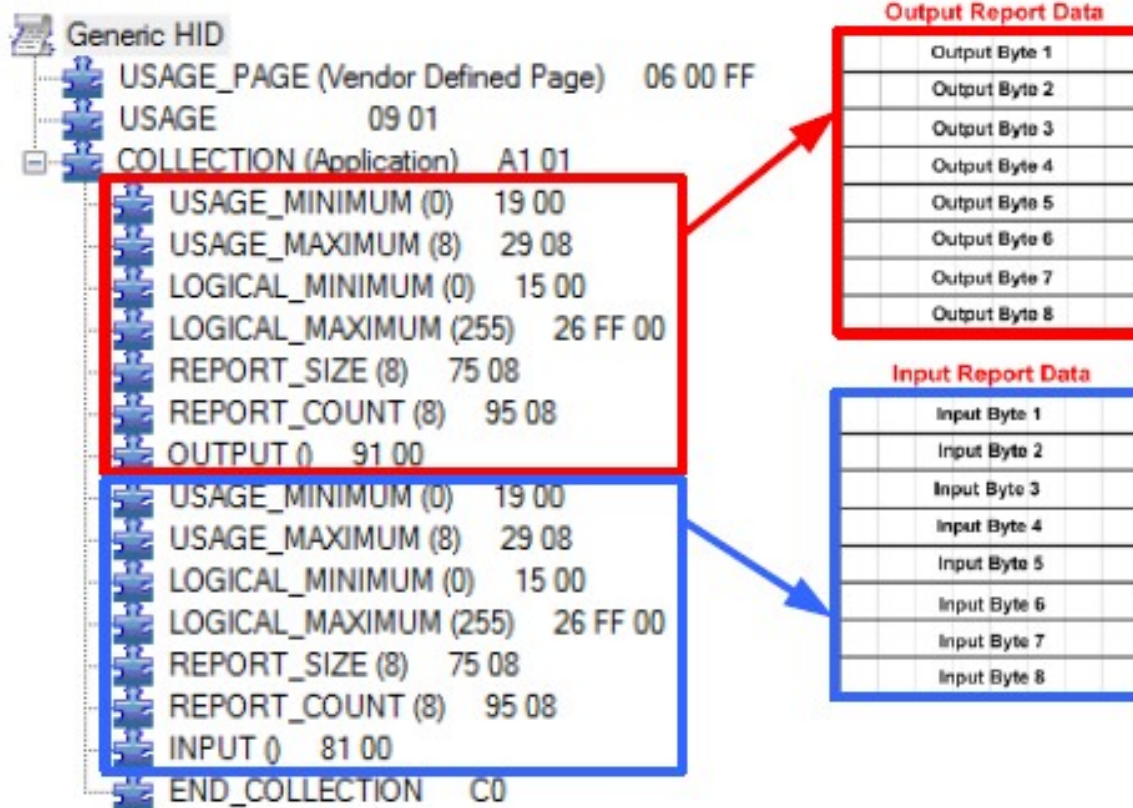 Generic HID
USAGE_PAGE (Vendor Defined Page) 06 00 FF
USAGE 09 01
COLLECTION (Application) A1 01
USAGE_MINIMUM (0) 19 00
USAGE_MAXIMUM (8) 29 08
LOGICAL_MINIMUM (0) 15 00
LOGICAL_MAXIMUM (255) 26 FF 00
REPORT_SIZE (8) 75 08
REPORT_COUNT (8) 95 08
OUTPUT () 91 00
USAGE_MINIMUM (0) 19 00
USAGE_MAXIMUM (8) 29 08
LOGICAL_MINIMUM (0) 15 00
LOGICAL_MAXIMUM (255) 26 FF 00
REPORT_SIZE (8) 75 08
REPORT_COUNT (8) 95 08
INPUT () 81 00
END_COLLECTION C0
Output Report Data
Output Byte 1
Output Byte 2
Output Byte 3
Output Byte 4
Output Byte 5
Output Byte 6
Output Byte 7
Output Byte 8
Input Report Data
Input Byte 1
Input Byte 2
Input Byte 3
Input Byte 4
Input Byte 5
Input Byte 6
Input Byte 7
Input Byte 8